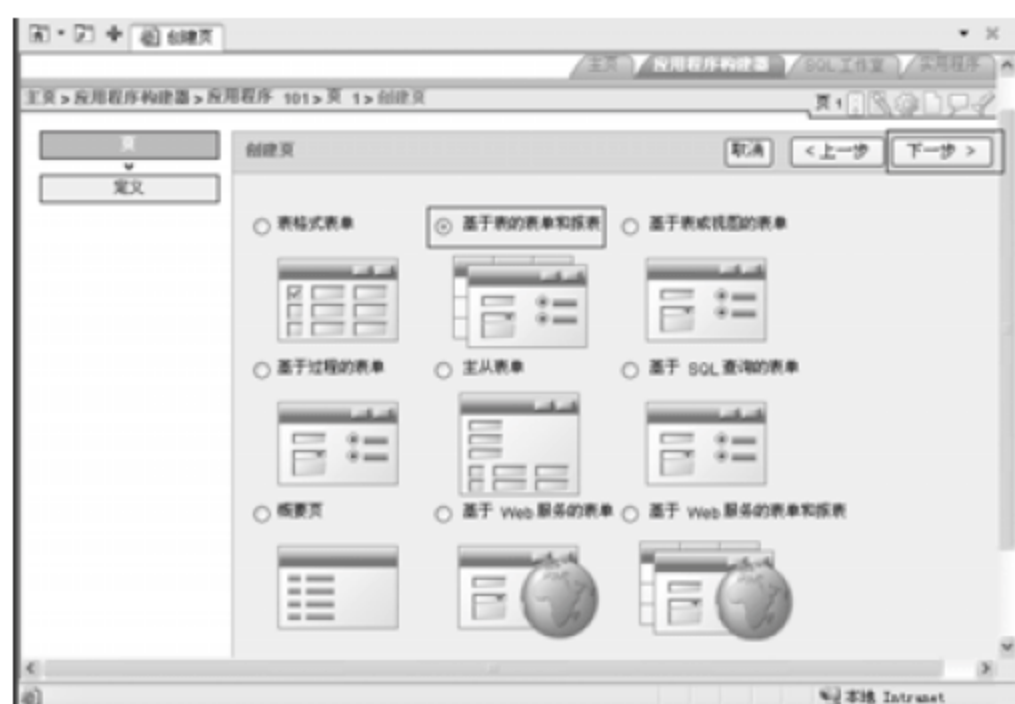 创建页
主页 应用程序构建器 SQL 工作室 实用程序
主页 > 应用程序构建器 > 应用程序 101 > 页 1 > 创建页
页 1
页
定义
创建页
取消
< 上一步
下一步 >
表格式表单
基于表的表单和报表
基于表或视图的表单
基于过程的表单
主从表单
基于 SQL 查询的表单
概要页
基于 Web 服务的表单
基于 Web 服务的表单和报表
本地 Intranet